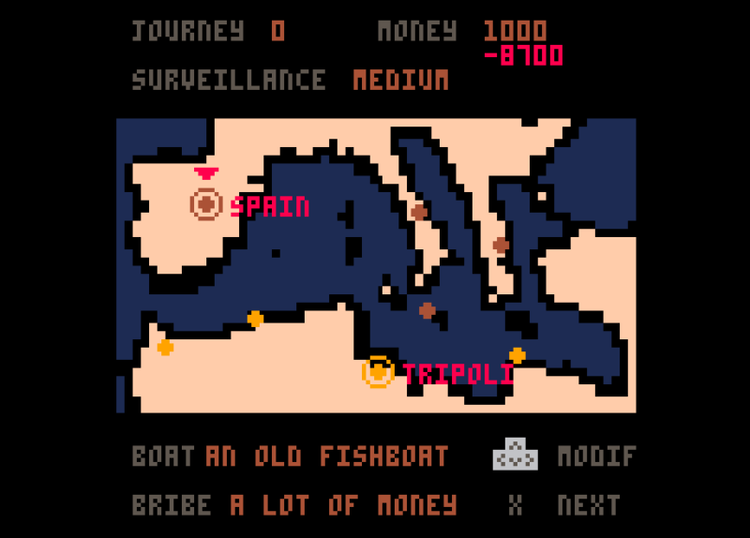 JOURNEY 0 MONEY 1000
-8700
SURVEILLANCE MEDIUM
SPAIN
TRIPOLI
BOAT AN OLD FISHBOAT MODIF
BRIBE A LOT OF MONEY X NEXT